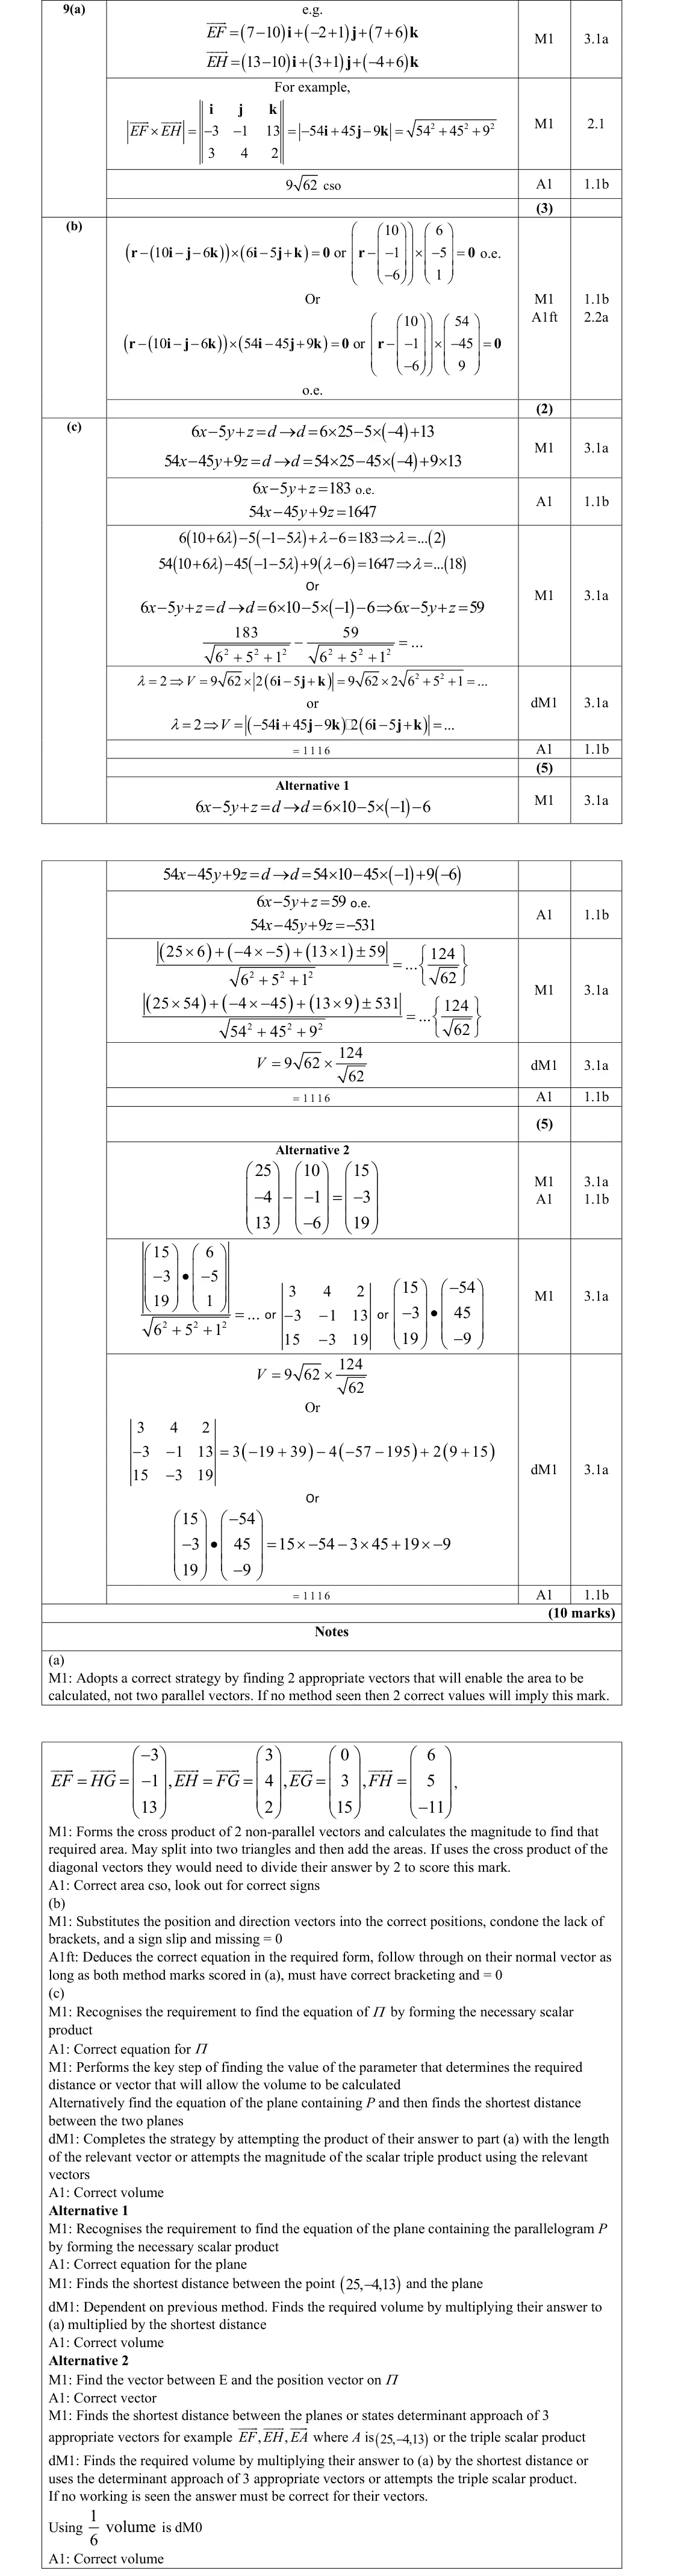 9(a)
e.g.
EF⃗ = (7−10)i + (−2+1)j + (7+6)k
EH⃗ = (13−10)i + (3+1)j + (−4+6)k
M1 3.1a
For example,
|EF⃗ × EH⃗| = || i j k |
| −3 −1 13 | = |−54i + 45j − 9k| = √(54² + 45² + 9²)
| 3 4 2 ||
M1 2.1
9√62 cso A1 1.1b
(3)
(b)
(r − (10i − j − 6k)) × (6i − 5j + k) = 0 or (r − (10, −1, −6)) × (6, −5, 1) = 0 o.e.
Or
(r − (10i − j − 6k)) × (54i − 45j + 9k) = 0 or (r − (10, −1, −6)) × (54, −45, 9) = 0
o.e.
M1 1.1b
A1ft 2.2a
(2)
(c)
6x − 5y + z = d → d = 6×25 − 5×(−4) + 13
54x − 45y + 9z = d → d = 54×25 − 45×(−4) + 9×13
M1 3.1a
6x − 5y + z = 183 o.e.
54x − 45y + 9z = 1647
A1 1.1b
6(10+6λ) − 5(−1−5λ) + λ − 6 = 183 ⇒ λ = ...(2)
54(10+6λ) − 45(−1−5λ) + 9(λ−6) = 1647 ⇒ λ = ...(18)
Or
6x − 5y + z = d → d = 6×10 − 5×(−1) − 6 ⇒ 6x − 5y + z = 59
183/√(6² + 5² + 1²) − 59/√(6² + 5² + 1²) = ...
M1 3.1a
λ = 2 ⇒ V = 9√62 × |2(6i − 5j + k)| = 9√62 × 2√(6² + 5² + 1) = ...
or
λ = 2 ⇒ V = |(−54i + 45j − 9k)□2(6i − 5j + k)| = ...
dM1 3.1a
= 1116 A1 1.1b
(5)
Alternative 1
6x − 5y + z = d → d = 6×10 − 5×(−1) − 6
M1 3.1a
54x − 45y + 9z = d → d = 54×10 − 45×(−1) + 9(−6)
6x − 5y + z = 59 o.e.
54x − 45y + 9z = −531
A1 1.1b
|(25×6) + (−4×−5) + (13×1) ± 59| / √(6² + 5² + 1²) = ...{124/√62}
|(25×54) + (−4×−45) + (13×9) ± 531| / √(54² + 45² + 9²) = ...{124/√62}
M1 3.1a
V = 9√62 × 124/√62
dM1 3.1a
= 1116 A1 1.1b
(5)
Alternative 2
(25, −4, 13) − (10, −1, −6) = (15, −3, 19)
M1 3.1a
A1 1.1b
|(15, −3, 19) • (6, −5, 1)| / √(6² + 5² + 1²) = ... or | 3 4 2 | −3 −1 13 | 15 −3 19 | or (15, −3, 19) • (−54, 45, −9)
M1 3.1a
V = 9√62 × 124/√62
Or
| 3 4 2 |
| −3 −1 13 | = 3(−19+39) − 4(−57−195) + 2(9+15)
| 15 −3 19 |
Or
(15, −3, 19) • (−54, 45, −9) = 15×−54 − 3×45 + 19×−9
dM1 3.1a
= 1116 A1 1.1b
(10 marks)
Notes
(a)
M1: Adopts a correct strategy by finding 2 appropriate vectors that will enable the area to be
calculated, not two parallel vectors. If no method seen then 2 correct values will imply this mark.
EF⃗ = HG⃗ = (−3, −1, 13), EH⃗ = FG⃗ = (3, 4, 2), EG⃗ = (0, 3, 15), FH⃗ = (6, 5, −11),
M1: Forms the cross product of 2 non-parallel vectors and calculates the magnitude to find that
required area. May split into two triangles and then add the areas. If uses the cross product of the
diagonal vectors they would need to divide their answer by 2 to score this mark.
A1: Correct area cso, look out for correct signs
(b)
M1: Substitutes the position and direction vectors into the correct positions, condone the lack of
brackets, and a sign slip and missing = 0
A1ft: Deduces the correct equation in the required form, follow through on their normal vector as
long as both method marks scored in (a), must have correct bracketing and = 0
(c)
M1: Recognises the requirement to find the equation of Π by forming the necessary scalar
product
A1: Correct equation for Π
M1: Performs the key step of finding the value of the parameter that determines the required
distance or vector that will allow the volume to be calculated
Alternatively find the equation of the plane containing P and then finds the shortest distance
between the two planes
dM1: Completes the strategy by attempting the product of their answer to part (a) with the length
of the relevant vector or attempts the magnitude of the scalar triple product using the relevant
vectors
A1: Correct volume
Alternative 1
M1: Recognises the requirement to find the equation of the plane containing the parallelogram P
by forming the necessary scalar product
A1: Correct equation for the plane
M1: Finds the shortest distance between the point (25,−4,13) and the plane
dM1: Dependent on previous method. Finds the required volume by multiplying their answer to
(a) multiplied by the shortest distance
A1: Correct volume
Alternative 2
M1: Find the vector between E and the position vector on Π
A1: Correct vector
M1: Finds the shortest distance between the planes or states determinant approach of 3
appropriate vectors for example EF⃗, EH⃗, EA⃗ where A is (25,−4,13) or the triple scalar product
dM1: Finds the required volume by multiplying their answer to (a) by the shortest distance or
uses the determinant approach of 3 appropriate vectors or attempts the triple scalar product.
If no working is seen the answer must be correct for their vectors.
Using 1/6 volume is dM0
A1: Correct volume